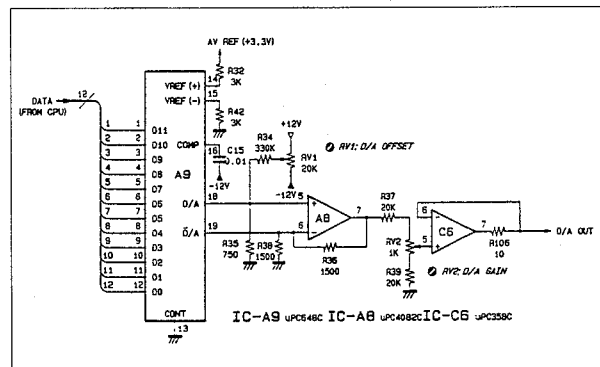 AV REF (+3.3V)
14
R32
3K
VREF (+)
15
VREF (-)
R42
3K
12
DATA
(FROM CPU)
+12V
R34
330K
RV1; D/A OFFSET
RV1
20K
-12V
1 1 D11
2 2 D10
3 3 D9
4 4 D8
5 5 D7
6 6 D6
7 7 D5
8 8 D4
9 9 D3
10 10 D2
11 11 D1
12 12 D0
COMP
16
C15
0.01
-12V
A9
18
D/A
19
D̅/A
5
+
A8
6
-
7
R35
750
R38
1500
R36
1500
R37
20K
RV2
1K
R39
20K
RV2; D/A GAIN
6
-
5
+
C6
7
R106
10
D/A OUT
CONT
13
IC-A9 uPC648C IC-A8 uPC4082C IC-C6 uPC358C